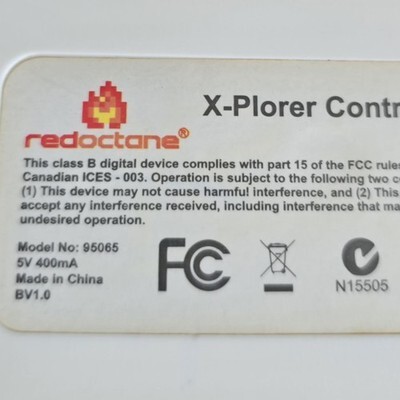 redoctane®
X-Plorer Contr
This class B digital device complies with part 15 of the FCC rules
Canadian ICES - 003. Operation is subject to the following two co
(1) This device may not cause harmful interference, and (2) This
accept any interference received, including interference that ma
undesired operation.
Model No: 95065
5V 400mA
Made in China
BV1.0
FC
N15505